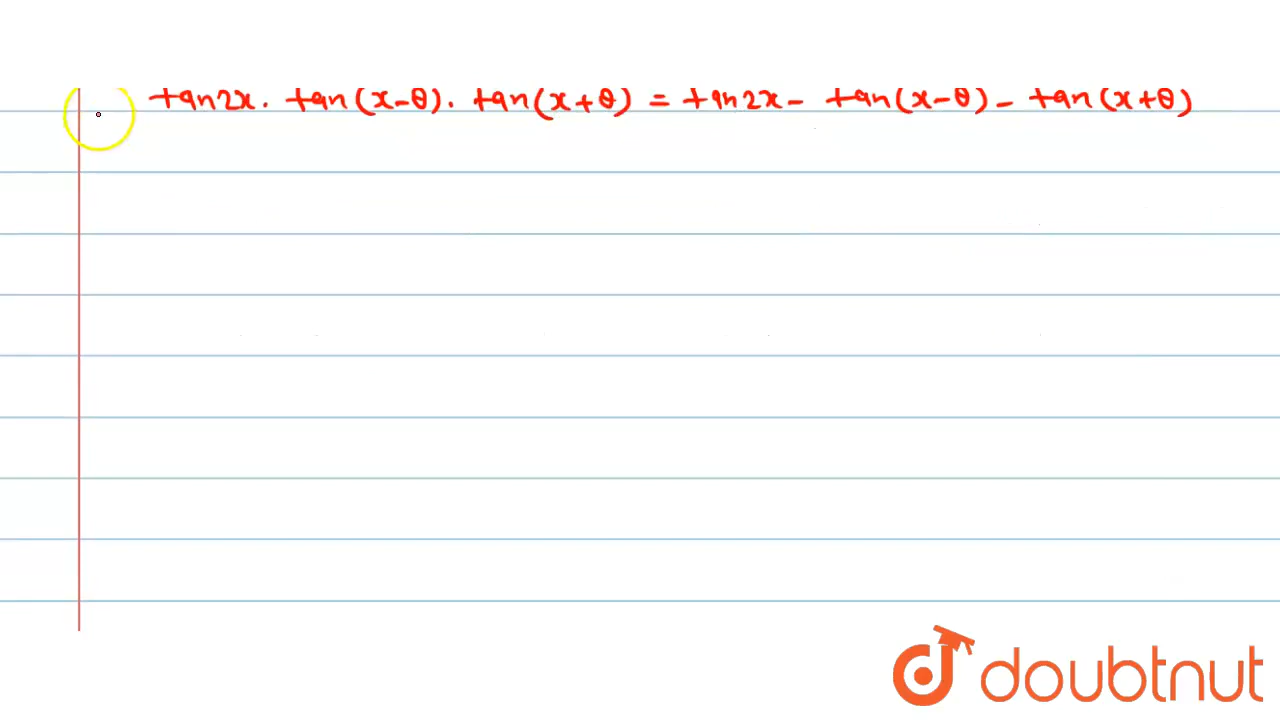 tan2x. tan(x-θ). tan(x+θ) = tan2x - tan(x-θ) - tan(x+θ)
doubtnut